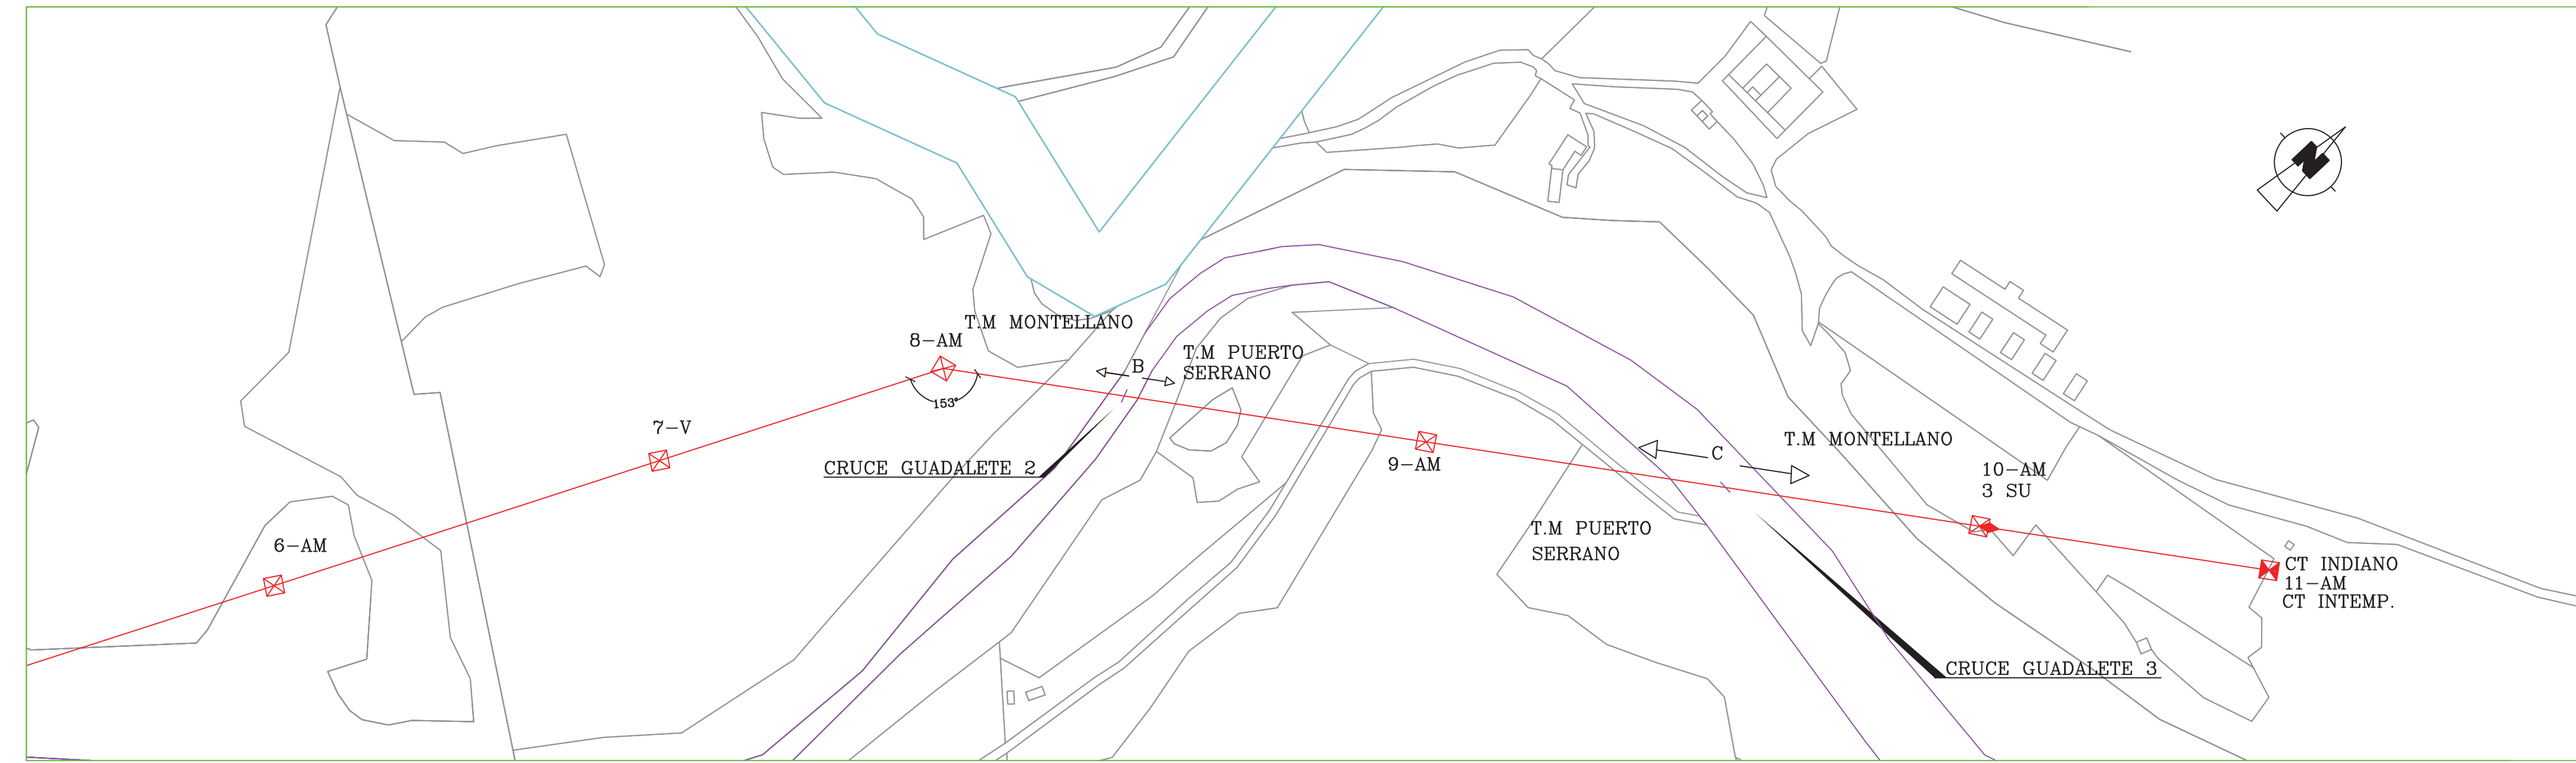 N
T.M MONTELLANO
8-AM
B
T.M PUERTO
SERRANO
153°
7-V
CRUCE GUADALETE 2
9-AM
C
T.M MONTELLANO
10-AM
3 SU
T.M PUERTO
SERRANO
6-AM
CT INDIANO
11-AM
CT INTEMP.
CRUCE GUADALETE 3